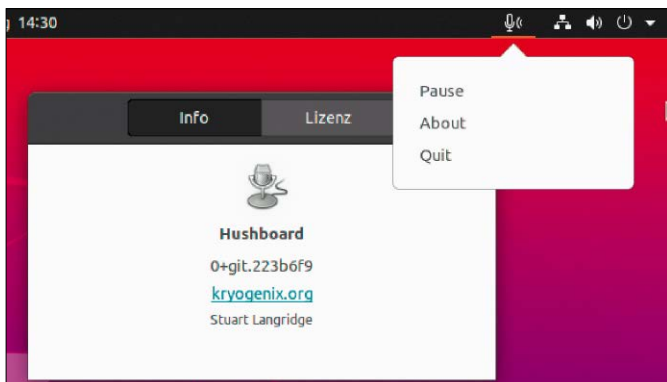 14:30
Pause
About
Quit
Info Lizenz
Hushboard
0+git.223b6f9
kryogenix.org
Stuart Langridge